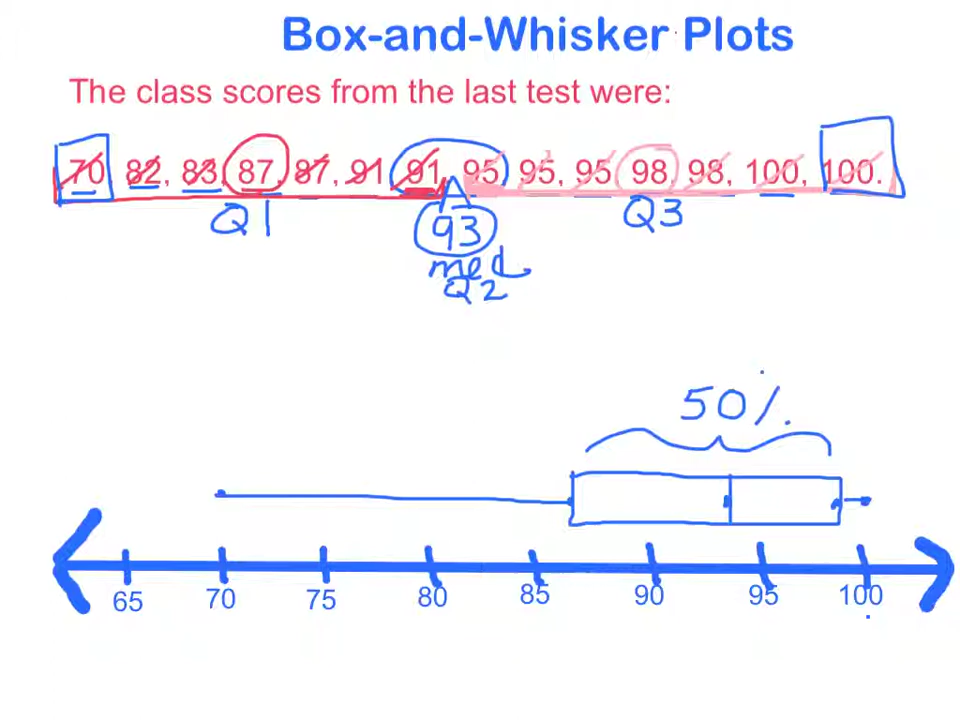 Box-and-Whisker Plots
The class scores from the last test were:
70, 82, 83, 87, 87, 91, 91, 95, 95, 95, 98, 98, 100, 100.
Q1 93 Q3
med
Q2
50%
65 70 75 80 85 90 95 100